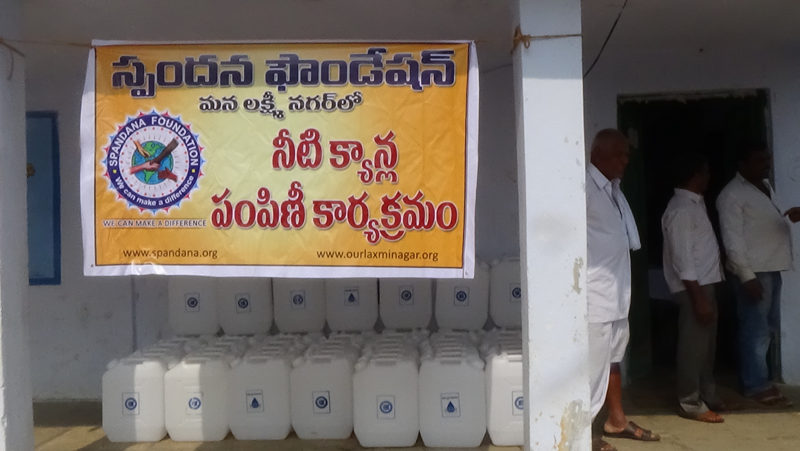 స్పందన ఫౌండేషన్
మన లక్ష్మీ నగర్‌లో
నీటి క్యాన్ల
పంపిణీ కార్యక్రమం
SPANDANA FOUNDATION
We can make a difference
WE CAN MAKE A DIFFERENCE
www.spandana.org
www.ourlaxminagar.org